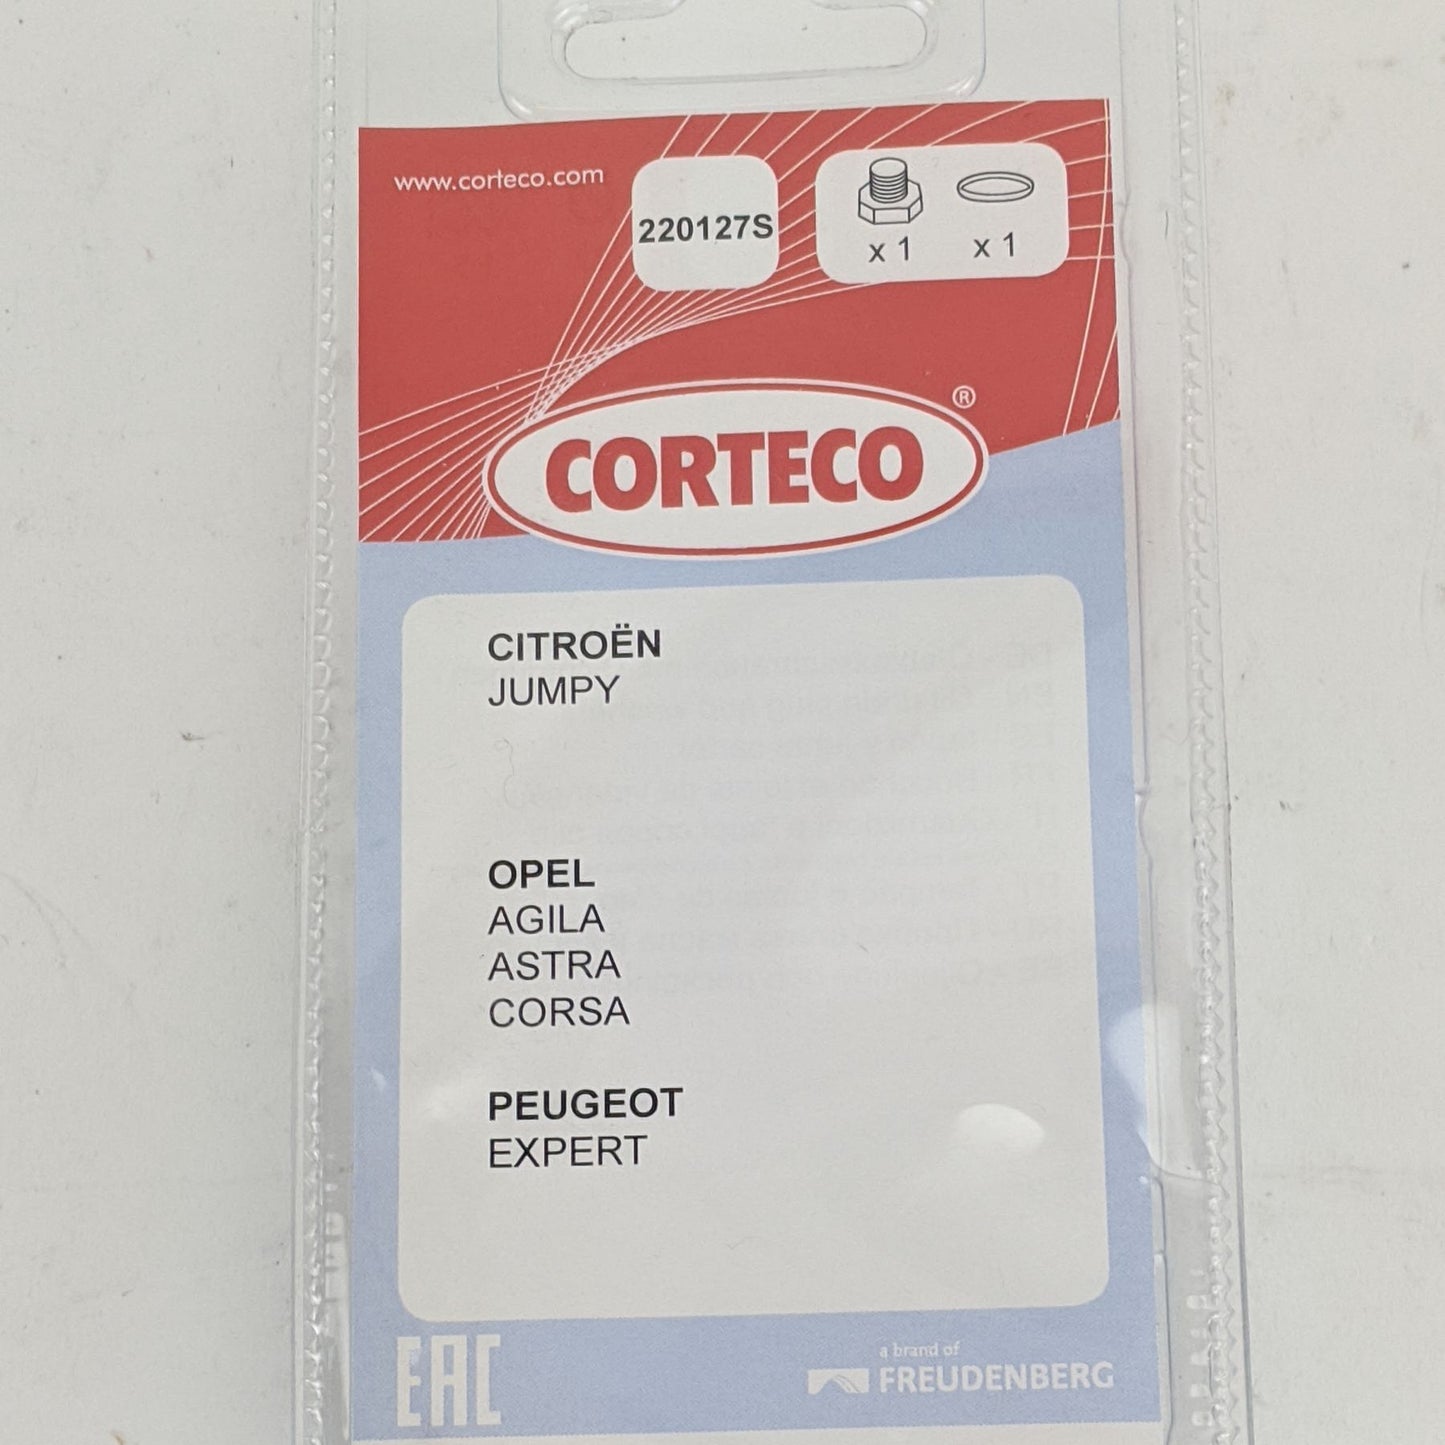 www.corteco.com
220127S
x 1
x 1
CORTECO®
CITROËN
JUMPY
OPEL
AGILA
ASTRA
CORSA
PEUGEOT
EXPERT
EAC
a brand of
FREUDENBERG